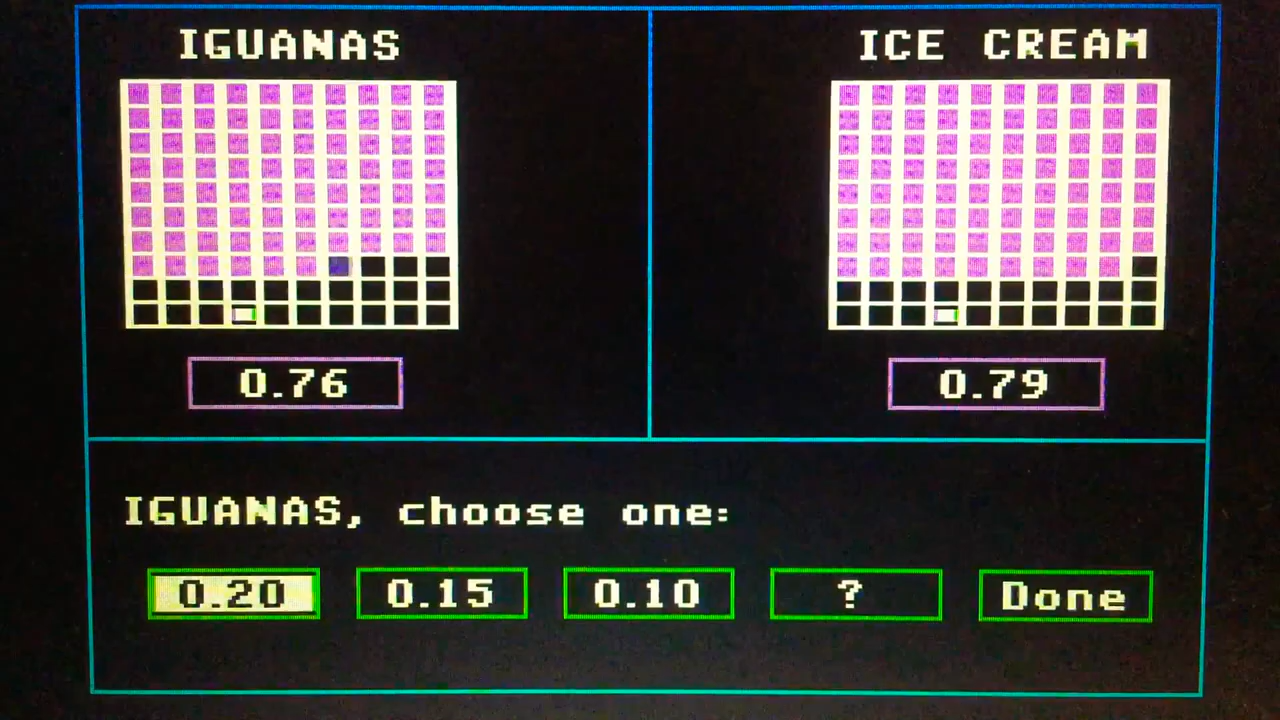 IGUANAS
ICE CREAM
0.76
0.79
IGUANAS, choose one:
0.20 0.15 0.10 ? Done